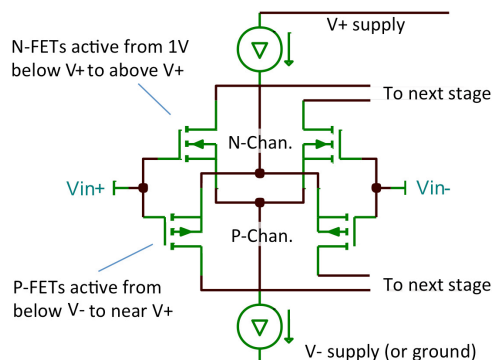 V+ supply
N-FETs active from 1V
below V+ to above V+
To next stage
N-Chan.
Vin+
Vin-
P-Chan.
P-FETs active from
below V- to near V+
To next stage
V- supply (or ground)